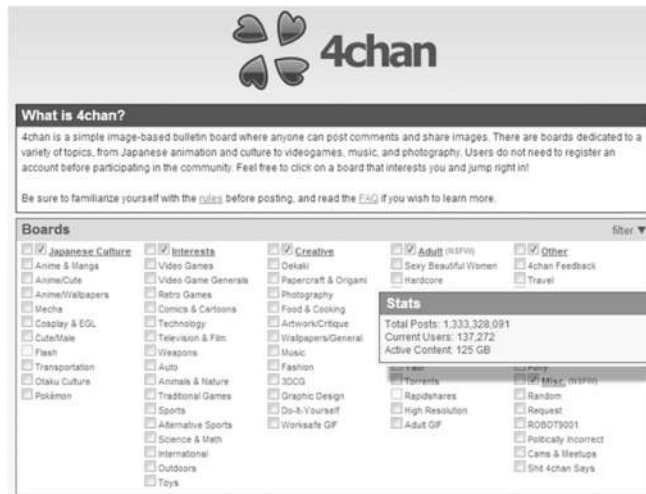 4chan
What is 4chan?
4chan is a simple image-based bulletin board where anyone can post comments and share images. There are boards dedicated to a
variety of topics, from Japanese animation and culture to videogames, music, and photography. Users do not need to register an
account before participating in the community. Feel free to click on a board that interests you and jump right in!
Be sure to familiarize yourself with the rules before posting, and read the FAQ if you wish to learn more.
Boards
filter ▼
Japanese Culture
Anime & Manga
Anime/Cute
Anime/Wallpapers
Mecha
Cosplay & EGL
Cute/Male
Flash
Transportation
Otaku Culture
Pokémon
Interests
Video Games
Video Game Generals
Retro Games
Comics & Cartoons
Technology
Television & Film
Weapons
Auto
Animals & Nature
Traditional Games
Sports
Alternative Sports
Science & Math
International
Outdoors
Toys
Creative
Oekaki
Papercraft & Origami
Photography
Food & Cooking
Artwork/Critique
Wallpapers/General
Music
Fashion
3DCG
Graphic Design
Do-It-Yourself
Worksafe GIF
Adult (NSFW)
Sexy Beautiful Women
Hardcore
Torrents
Rapidshares
High Resolution
Adult GIF
Other
4chan Feedback
Travel
Misc. (NSFW)
Random
Request
ROBOT9001
Politically Incorrect
Cams & Meetups
Shit 4chan Says
Stats
Total Posts: 1,333,328,091
Current Users: 137,272
Active Content: 125 GB